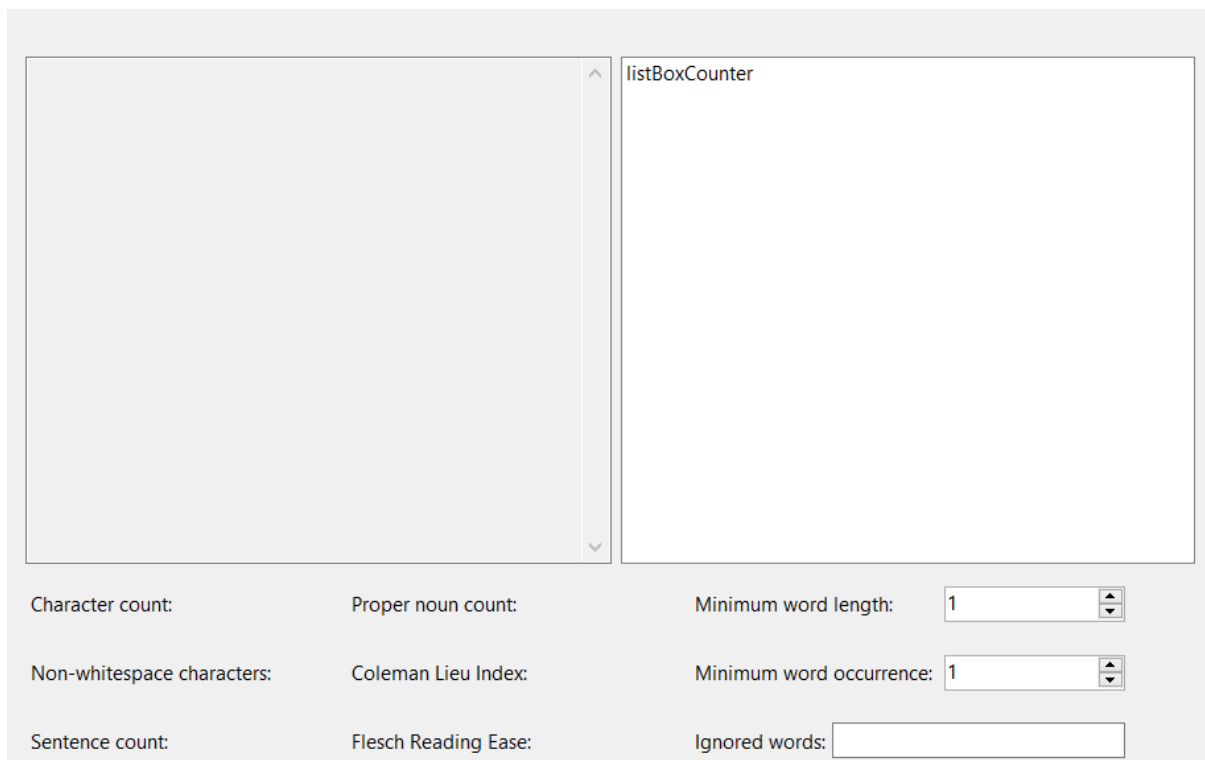 listBoxCounter
Character count: Proper noun count: Minimum word length: 1
Non-whitespace characters: Coleman Lieu Index: Minimum word occurrence: 1
Sentence count: Flesch Reading Ease: Ignored words: